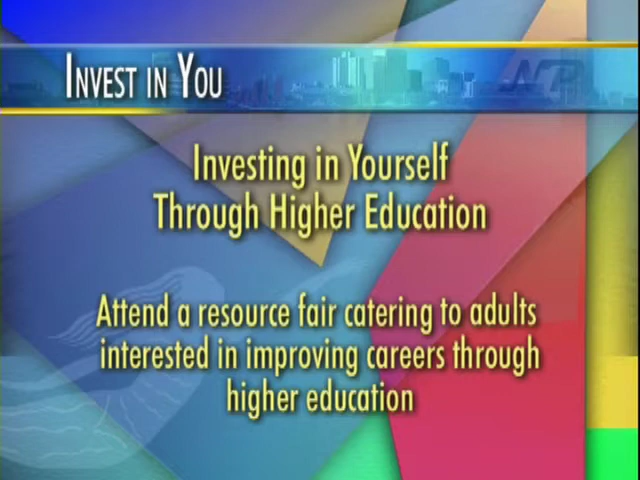 INVEST IN YOU
NTP
Investing in Yourself
Through Higher Education
Attend a resource fair catering to adults
interested in improving careers through
higher education